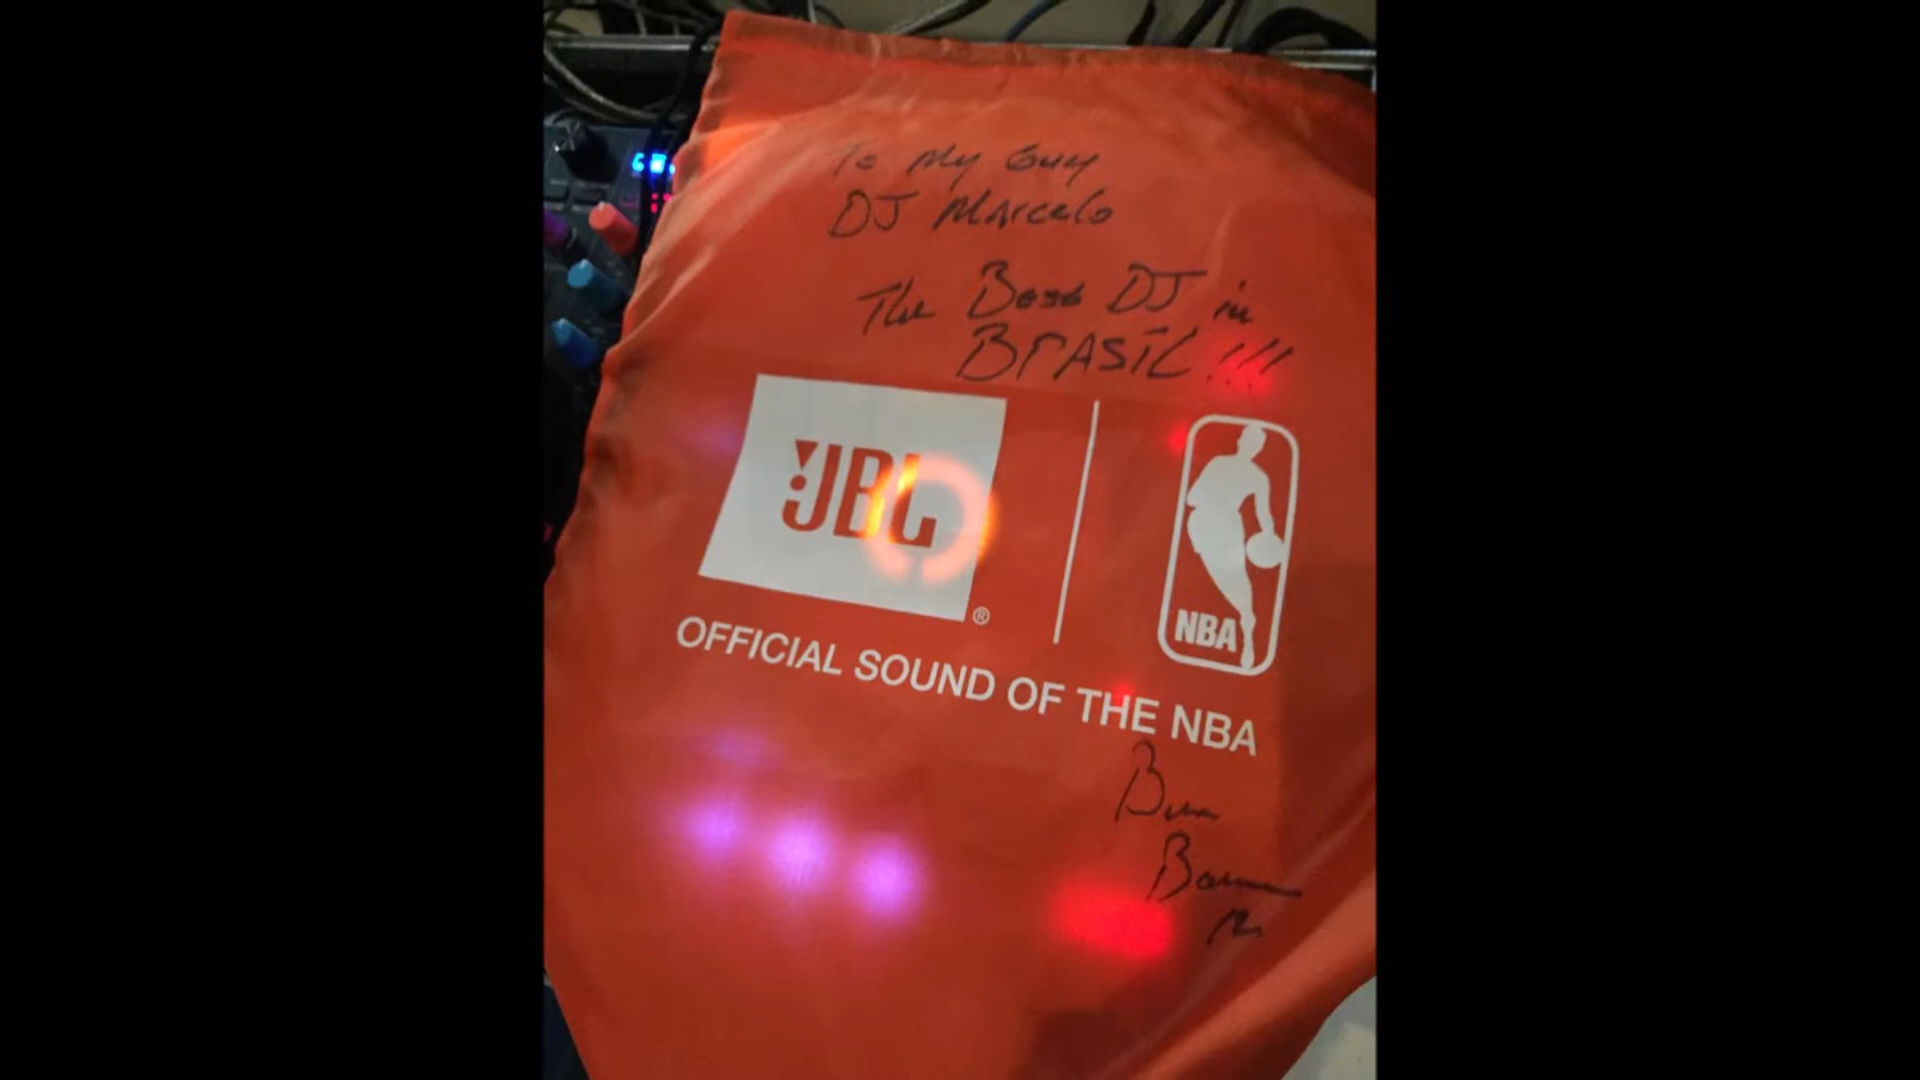 To My Guy
DJ Marcelo
The Best DJ in
BrASiL!!!
JBL
®
NBA
OFFICIAL SOUND OF THE NBA